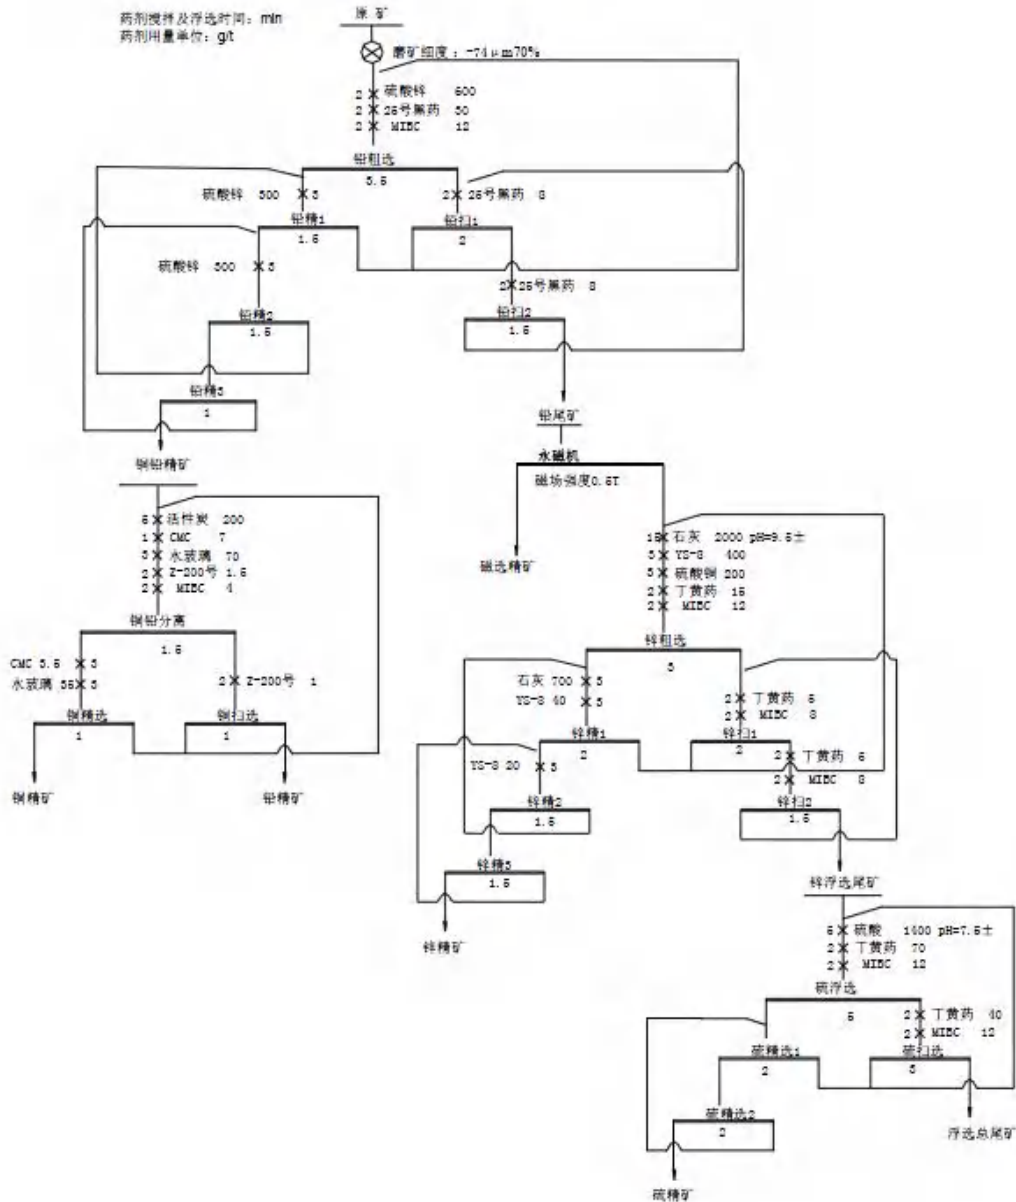 药剂搅拌及浮选时间：min
药剂用量单位：g/t
原 矿
磨矿细度：-74μm70%
2 硫酸锌 600
2 25号黑药 30
2 MIBC 12
铅粗选
3.5
硫酸锌 300 3
2 25号黑药 8
铅精1
1.5
铅扫1
2
硫酸锌 300 3
2 25号黑药 8
铅精2
1.5
铅扫2
1.5
铅精3
1
铜铅精矿
铅尾矿
永磁机
磁场强度0.5T
磁选精矿
5 活性炭 200
1 CMC 7
3 水玻璃 70
2 Z-200号 1.5
2 MIBC 4
铜铅分离
1.5
CMC 3.5 3
水玻璃 35 3
2 Z-200号 1
铜精选
1
铜扫选
1
铜精矿
铅精矿
15 石灰 2000 pH=9.5±
3 YS-8 400
3 硫酸铜 200
2 丁黄药 15
2 MIBC 12
锌粗选
3
石灰 700 3
YS-8 40 3
2 丁黄药 5
2 MIBC 8
锌精1
2
锌扫1
2
YS-8 20 3
2 丁黄药 5
2 MIBC 8
锌精2
1.5
锌扫2
1.5
锌精3
1.5
锌精矿
锌浮选尾矿
5 硫酸 1400 pH=7.5±
2 丁黄药 70
2 MIBC 12
硫浮选
5
2 丁黄药 40
2 MIBC 12
硫精选1
2
硫扫选
3
硫精选2
2
硫精矿
浮选总尾矿